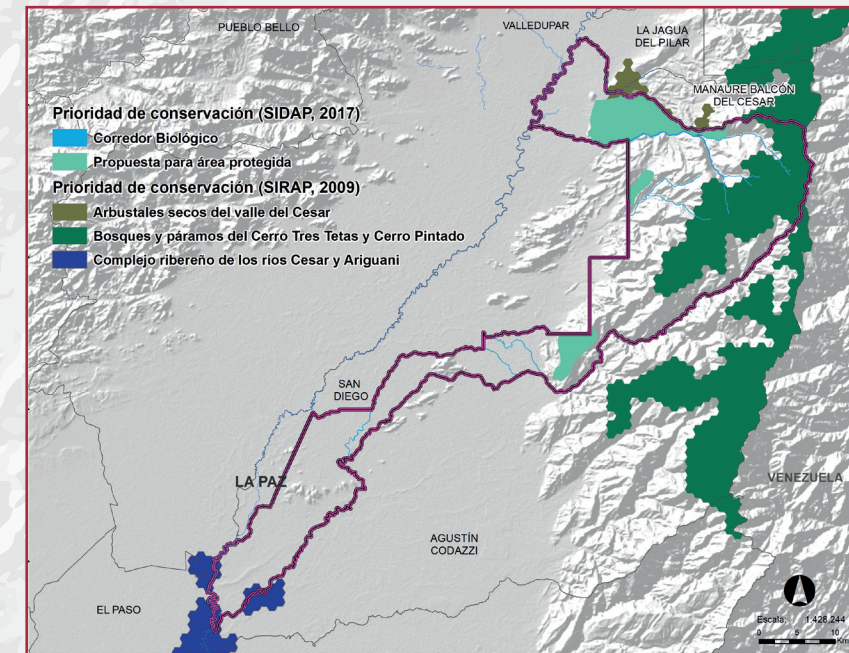 PUEBLO BELLO
VALLEDUPAR
LA JAGUA
DEL PILAR
MANAURE BALCÓN
DEL CESAR
Prioridad de conservación (SIDAP, 2017)
Corredor Biológico
Propuesta para área protegida
Prioridad de conservación (SIRAP, 2009)
Arbustales secos del valle del Cesar
Bosques y páramos del Cerro Tres Tetas y Cerro Pintado
Complejo ribereño de los rios Cesar y Ariguani
SAN
DIEGO
LA PAZ
VENEZUELA
AGUSTÍN
CODAZZI
EL PASO
Escala: 1:428.244
0 5 10
Km